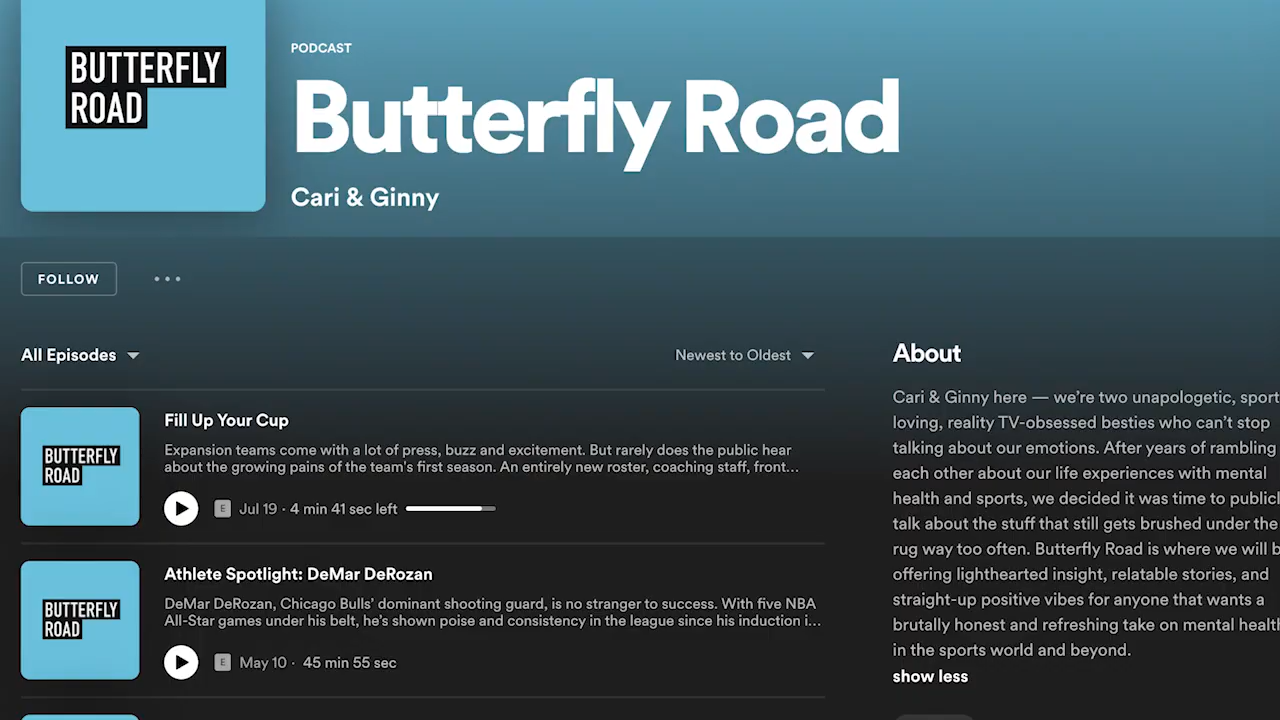 BUTTERFLY
ROAD
PODCAST
Butterfly Road
Cari & Ginny
FOLLOW
All Episodes
Newest to Oldest
BUTTERFLY
ROAD
Fill Up Your Cup
Expansion teams come with a lot of press, buzz and excitement. But rarely does the public hear
about the growing pains of the team's first season. An entirely new roster, coaching staff, front...
E Jul 19 · 4 min 41 sec left
BUTTERFLY
ROAD
Athlete Spotlight: DeMar DeRozan
DeMar DeRozan, Chicago Bulls' dominant shooting guard, is no stranger to success. With five NBA
All-Star games under his belt, he's shown poise and consistency in the league since his induction i...
E May 10 · 45 min 55 sec
About
Cari & Ginny here — we're two unapologetic, sport
loving, reality TV-obsessed besties who can't stop
talking about our emotions. After years of rambling
each other about our life experiences with mental
health and sports, we decided it was time to publicl
talk about the stuff that still gets brushed under the
rug way too often. Butterfly Road is where we will b
offering lighthearted insight, relatable stories, and
straight-up positive vibes for anyone that wants a
brutally honest and refreshing take on mental health
in the sports world and beyond.
show less